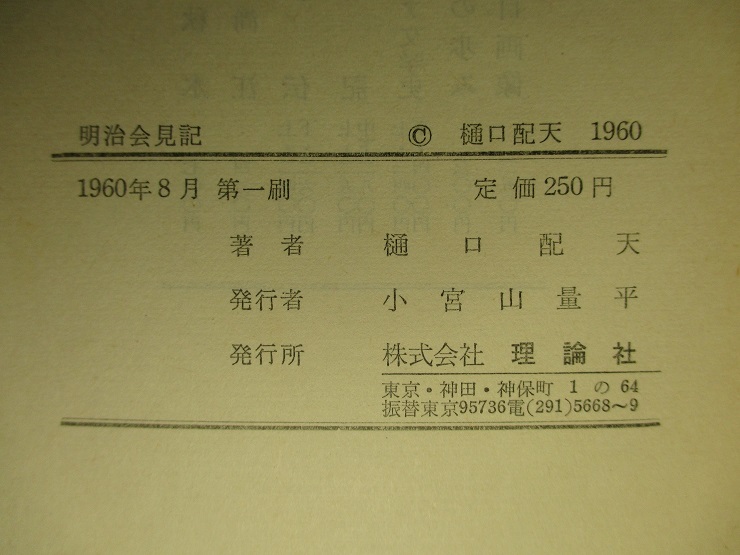 明治会見記 © 樋口配天 1960
1960年8月 第一刷 定価250円
著者 樋口配天
発行者 小宮山量平
発行所 株式会社 理論社
東京・神田・神保町 1 の 64
振替東京95736電(291)5668〜9